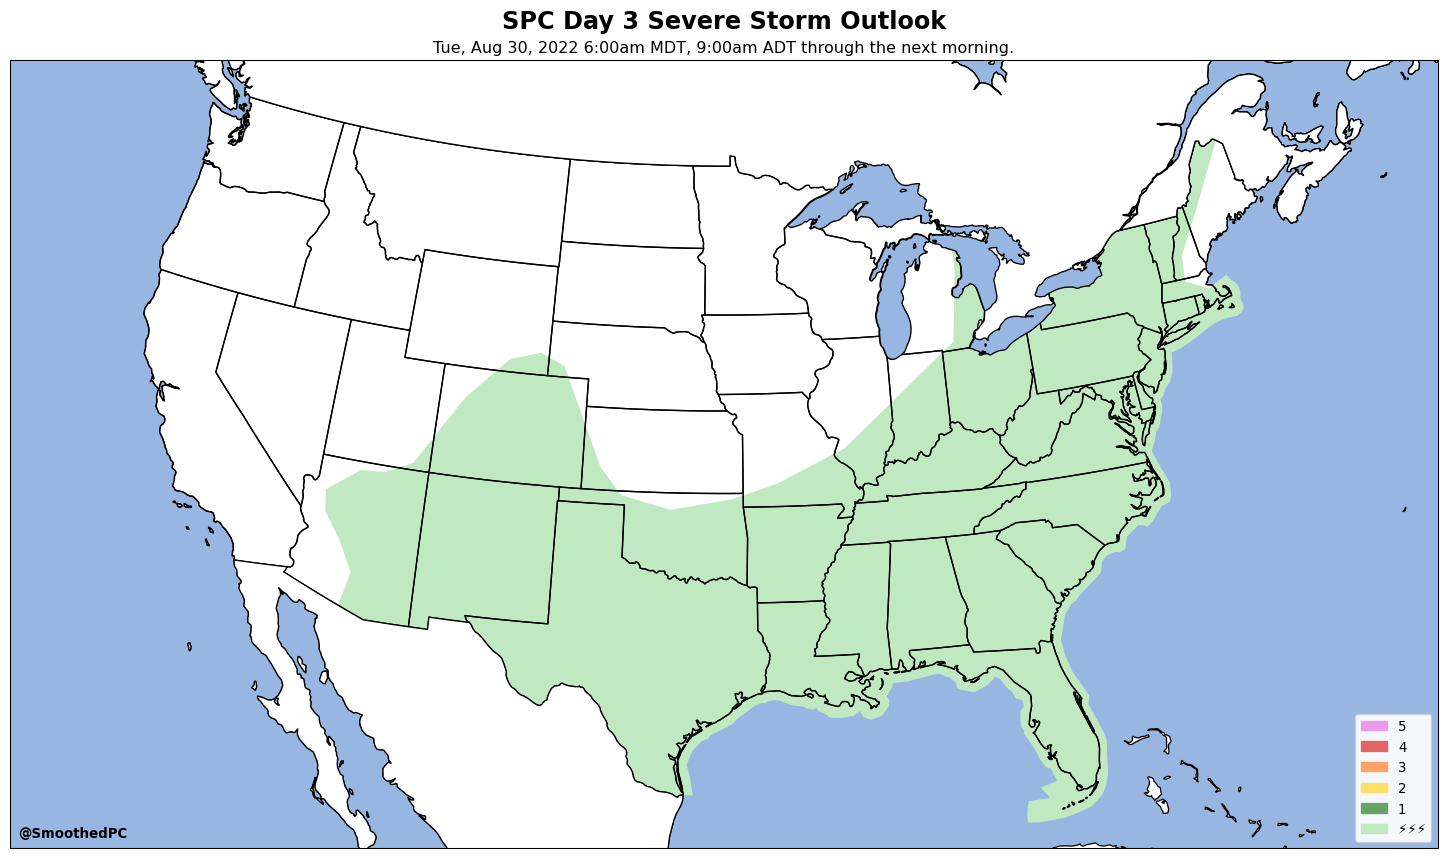 SPC Day 3 Severe Storm Outlook
Tue, Aug 30, 2022 6:00am MDT, 9:00am ADT through the next morning.
5
4
3
2
1
⚡⚡⚡
@SmoothedPC